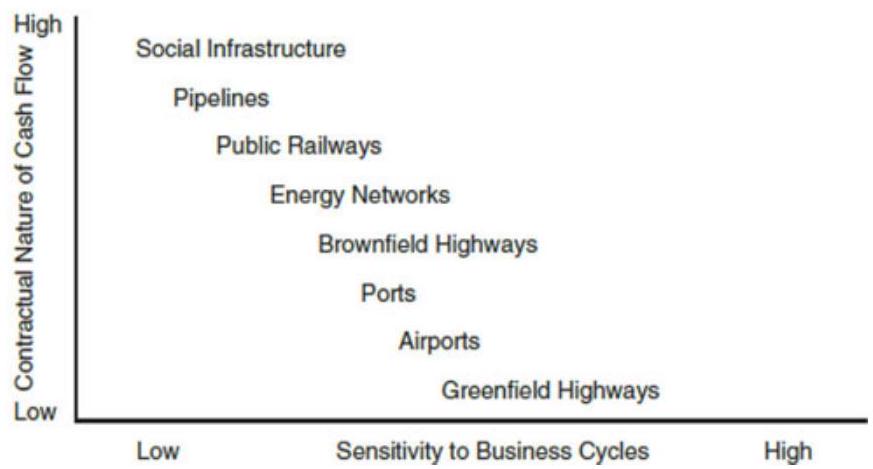 High
Contractual Nature of Cash Flow
Social Infrastructure
Pipelines
Public Railways
Energy Networks
Brownfield Highways
Ports
Airports
Greenfield Highways
Low
Low Sensitivity to Business Cycles High